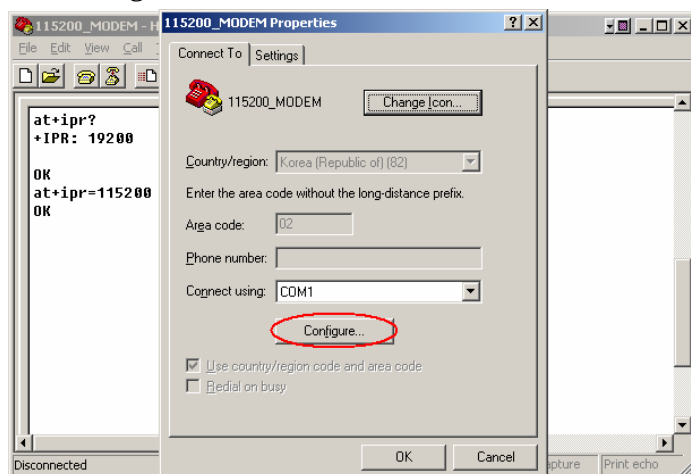 115200_MODEM - H
File Edit View Call
at+ipr?
+IPR: 19200
OK
at+ipr=115200
OK
Disconnected
115200_MODEM Properties
Connect To
Settings
115200_MODEM
Change Icon...
Country/region: Korea (Republic of) (82)
Enter the area code without the long-distance prefix.
Area code: 02
Phone number:
Connect using: COM1
Configure...
Use country/region code and area code
Redial on busy
OK Cancel
apture Print echo